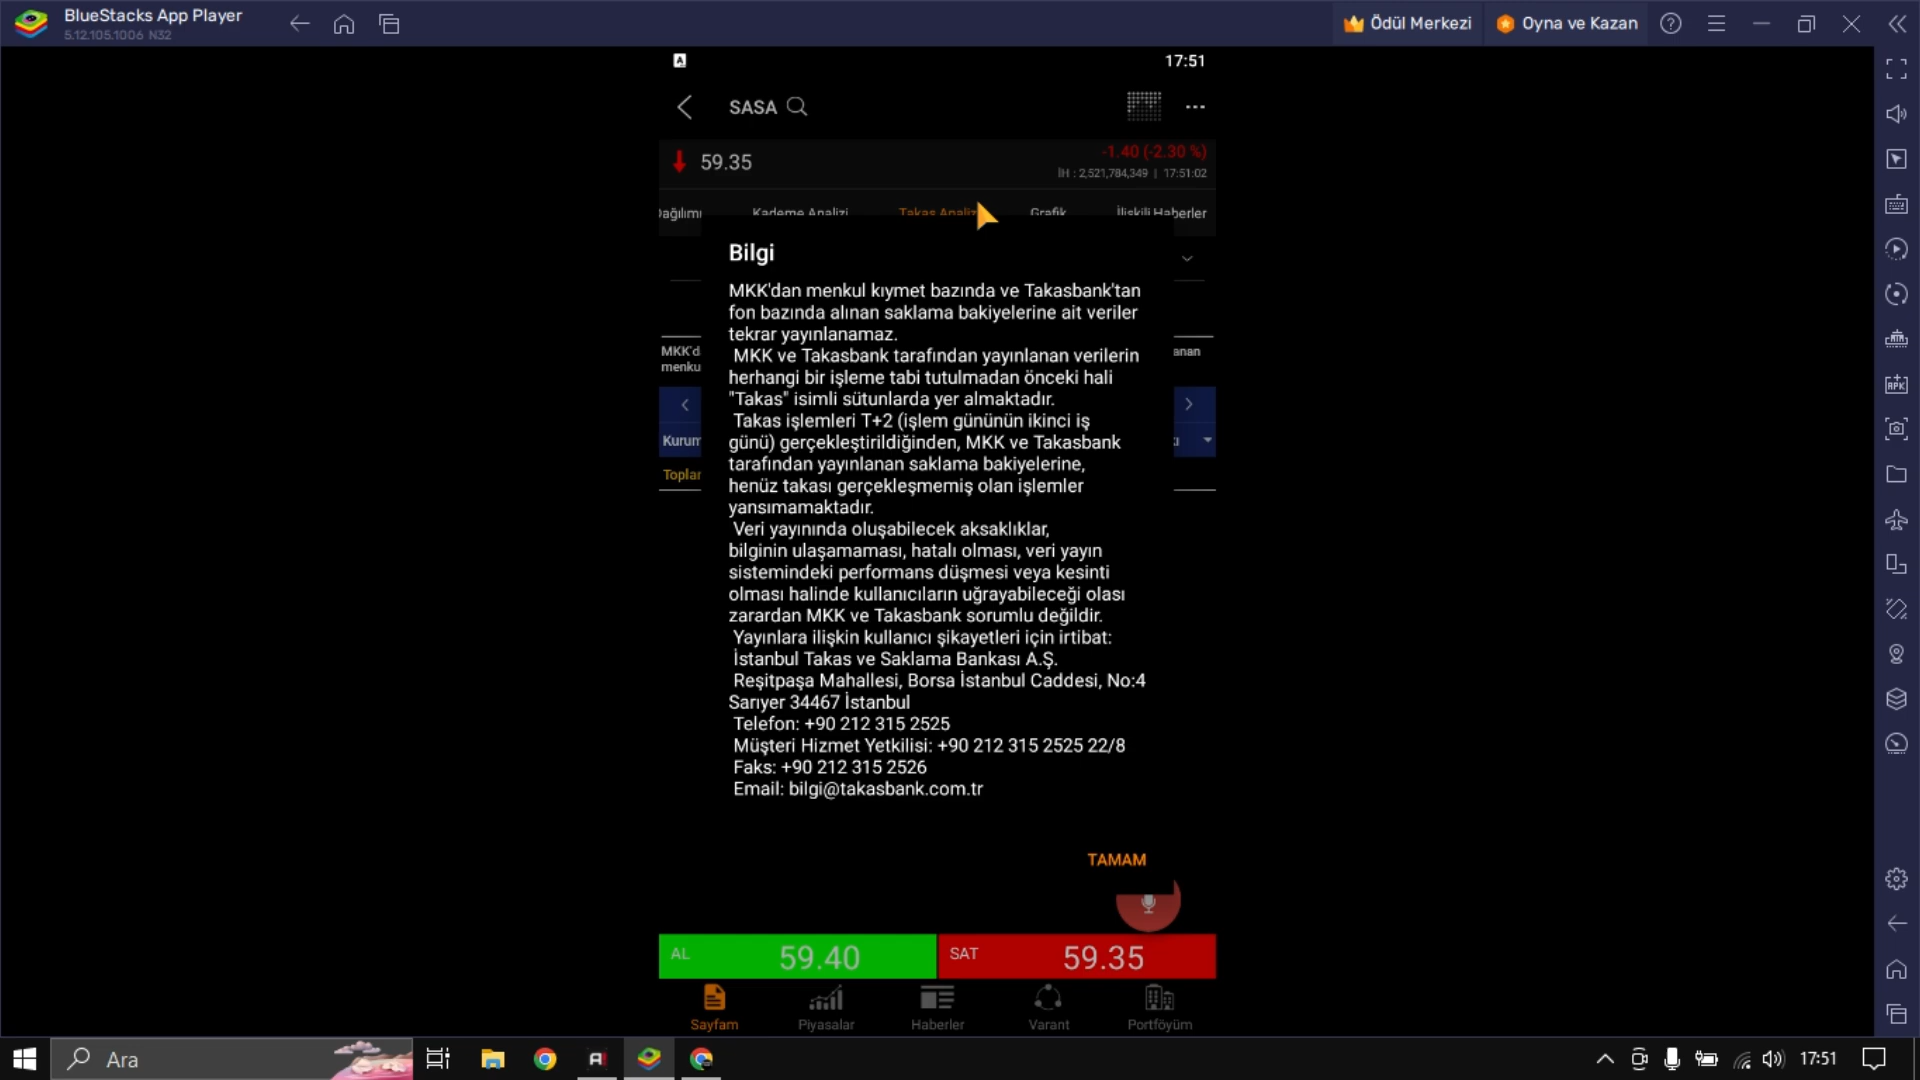 BlueStacks App Player
5.12.105.1006 N32
Ödül Merkezi
Oyna ve Kazan
17:51
SASA
59.35
-1.40 (-2.30 %)
İH : 2,521,784,349 | 17:51:02
Dağılımı Kademe Analizi Takas Analizi Grafik İlişkili Haberler
Bilgi
MKK'dan menkul kıymet bazında ve Takasbank'tan
fon bazında alınan saklama bakiyelerine ait veriler
tekrar yayınlanamaz.
MKK ve Takasbank tarafından yayınlanan verilerin
herhangi bir işleme tabi tutulmadan önceki hali
"Takas" isimli sütunlarda yer almaktadır.
Takas işlemleri T+2 (işlem gününün ikinci iş
günü) gerçekleştirildiğinden, MKK ve Takasbank
tarafından yayınlanan saklama bakiyelerine,
henüz takası gerçekleşmemiş olan işlemler
yansımamaktadır.
Veri yayınında oluşabilecek aksaklıklar,
bilginin ulaşamaması, hatalı olması, veri yayın
sistemindeki performans düşmesi veya kesinti
olması halinde kullanıcıların uğrayabileceği olası
zarardan MKK ve Takasbank sorumlu değildir.
Yayınlara ilişkin kullanıcı şikayetleri için irtibat:
İstanbul Takas ve Saklama Bankası A.Ş.
Reşitpaşa Mahallesi, Borsa İstanbul Caddesi, No:4
Sarıyer 34467 İstanbul
Telefon: +90 212 315 2525
Müşteri Hizmet Yetkilisi: +90 212 315 2525 22/8
Faks: +90 212 315 2526
Email: bilgi@takasbank.com.tr
MKK'd
menku
anan
Kurum
Toplar
TAMAM
AL 59.40 SAT 59.35
Sayfam Piyasalar Haberler Varant Portföyüm
Ara
17:51